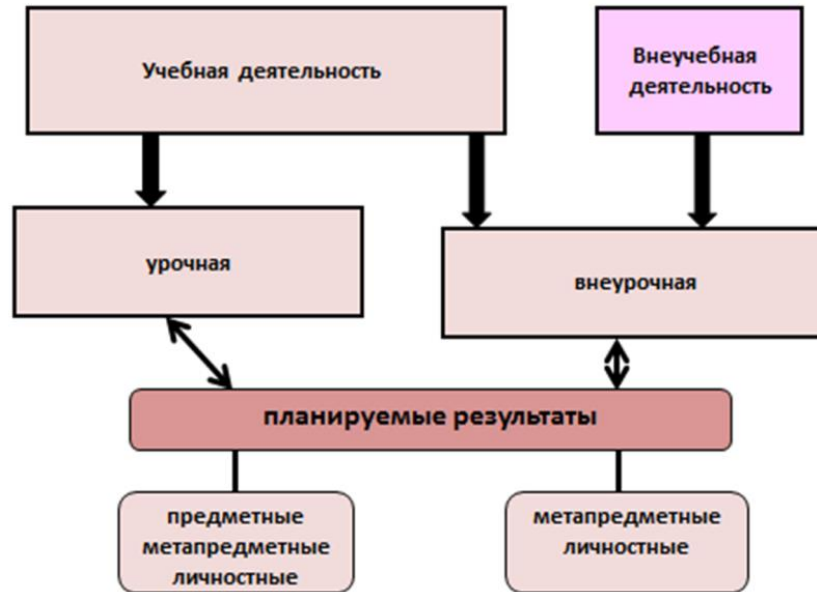 Учебная деятельность
Внеучебная
деятельность
урочная
внеурочная
планируемые результаты
предметные
метапредметные
личностные
метапредметные
личностные